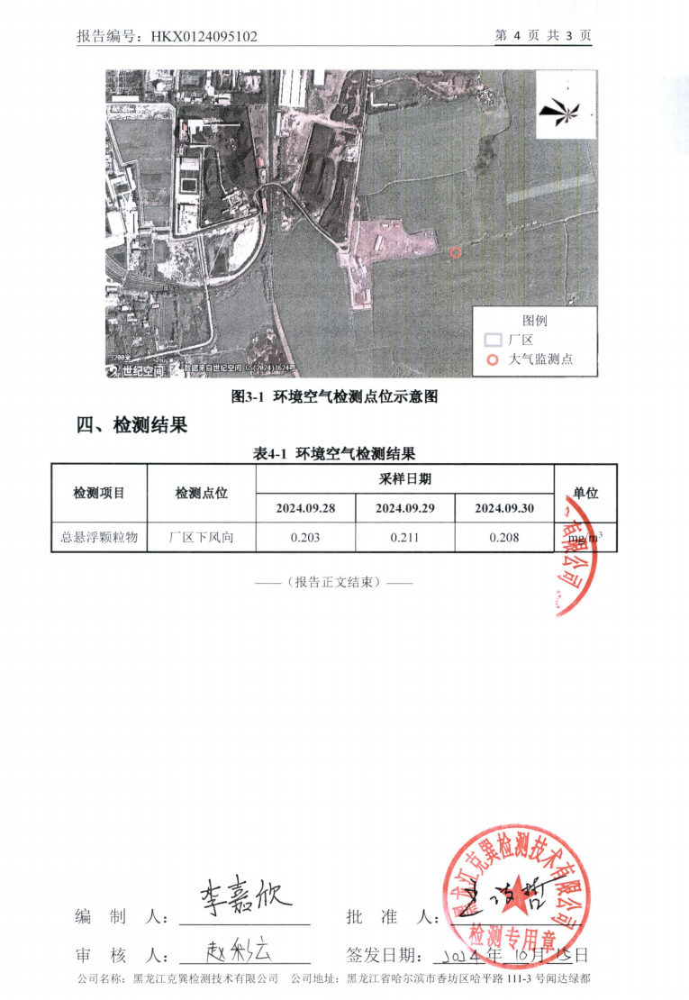 报告编号：HKX0124095102 第 4 页 共 3 页
图例
厂区
大气监测点
200米
世纪空间 数据来自世纪空间 GS(2024)1624号
图3-1 环境空气检测点位示意图
四、检测结果
表4-1 环境空气检测结果
检测项目 检测点位 采样日期 单位
2024.09.28 2024.09.29 2024.09.30
总悬浮颗粒物 厂区下风向 0.203 0.211 0.208 mg/m³
有限公司
——（报告正文结束）——
黑龙江克巽检测技术有限公司
检测专用章
编 制 人：李嘉欣 批 准 人：
审 核 人：赵彩云 签发日期：2024年10月15日
公司名称：黑龙江克巽检测技术有限公司 公司地址：黑龙江省哈尔滨市香坊区哈平路 111-3 号闻达绿都